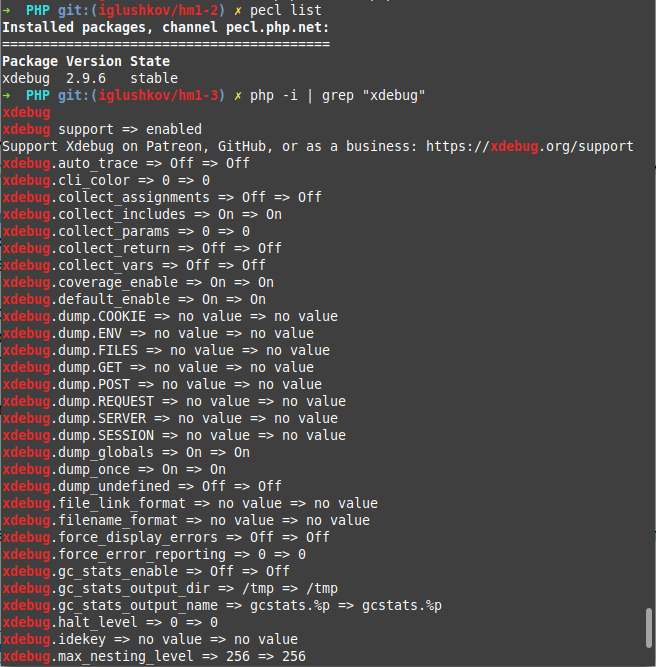 → PHP git:(iglushkov/hm1-2) ✗ pecl list
Installed packages, channel pecl.php.net:
=========================================
Package Version State
xdebug  2.9.6   stable
→ PHP git:(iglushkov/hm1-3) ✗ php -i | grep "xdebug"
xdebug
xdebug support => enabled
Support Xdebug on Patreon, GitHub, or as a business: https://xdebug.org/support
xdebug.auto_trace => Off => Off
xdebug.cli_color => 0 => 0
xdebug.collect_assignments => Off => Off
xdebug.collect_includes => On => On
xdebug.collect_params => 0 => 0
xdebug.collect_return => Off => Off
xdebug.collect_vars => Off => Off
xdebug.coverage_enable => On => On
xdebug.default_enable => On => On
xdebug.dump.COOKIE => no value => no value
xdebug.dump.ENV => no value => no value
xdebug.dump.FILES => no value => no value
xdebug.dump.GET => no value => no value
xdebug.dump.POST => no value => no value
xdebug.dump.REQUEST => no value => no value
xdebug.dump.SERVER => no value => no value
xdebug.dump.SESSION => no value => no value
xdebug.dump_globals => On => On
xdebug.dump_once => On => On
xdebug.dump_undefined => Off => Off
xdebug.file_link_format => no value => no value
xdebug.filename_format => no value => no value
xdebug.force_display_errors => Off => Off
xdebug.force_error_reporting => 0 => 0
xdebug.gc_stats_enable => Off => Off
xdebug.gc_stats_output_dir => /tmp => /tmp
xdebug.gc_stats_output_name => gcstats.%p => gcstats.%p
xdebug.halt_level => 0 => 0
xdebug.idekey => no value => no value
xdebug.max_nesting_level => 256 => 256